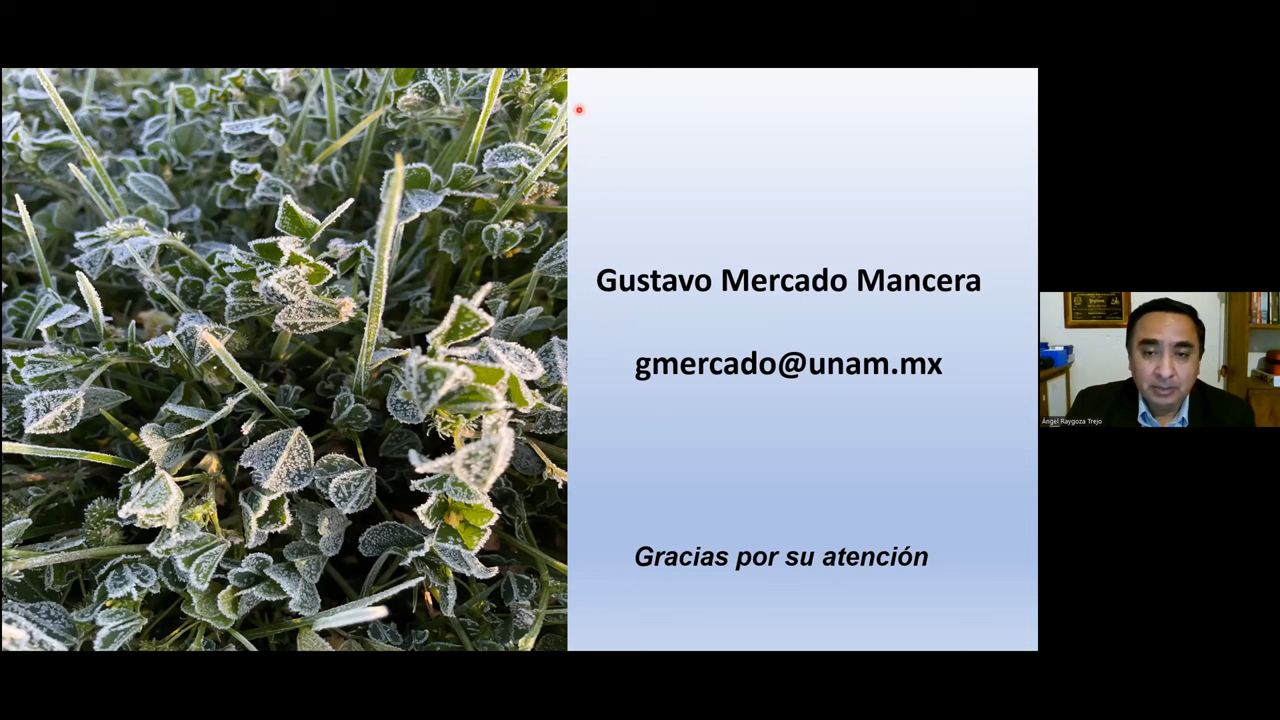 Gustavo Mercado Mancera
gmercado@unam.mx
Gracias por su atención
Ángel Raygoza Trejo